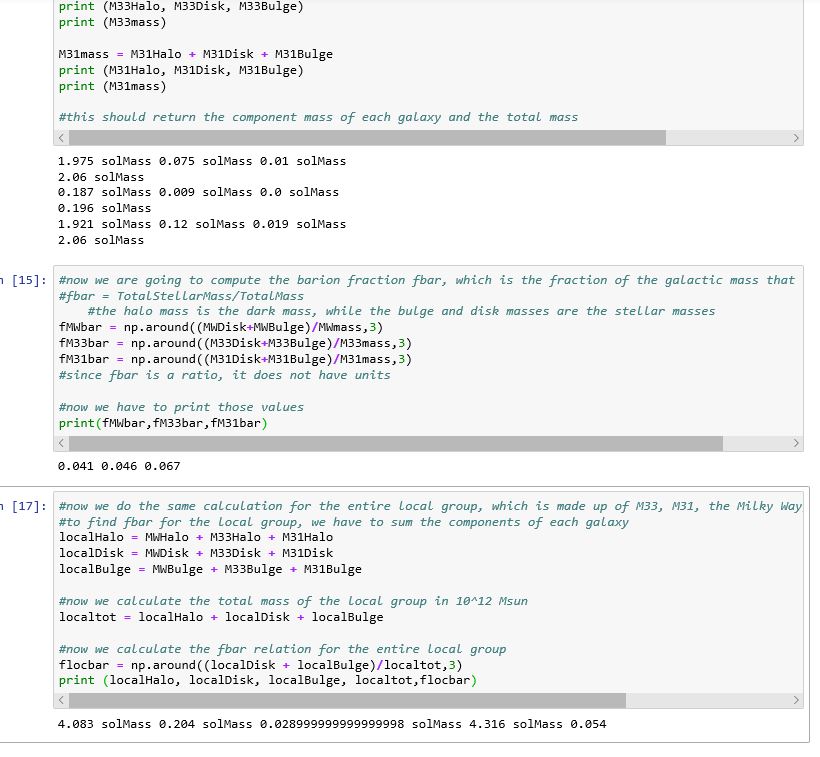 print (M33Halo, M33Disk, M33Bulge)
print (M33mass)
M31mass = M31Halo + M31Disk + M31Bulge
print (M31Halo, M31Disk, M31Bulge)
print (M31mass)
#this should return the component mass of each galaxy and the total mass
1.975 solMass 0.075 solMass 0.01 solMass
2.06 solMass
0.187 solMass 0.009 solMass 0.0 solMass
0.196 solMass
1.921 solMass 0.12 solMass 0.019 solMass
2.06 solMass
n [15]: #now we are going to compute the barion fraction fbar, which is the fraction of the galactic mass that
#fbar = TotalStellarMass/TotalMass
#the halo mass is the dark mass, while the bulge and disk masses are the stellar masses
fMWbar = np.around((MWDisk+MWBulge)/MWmass,3)
fM33bar = np.around((M33Disk+M33Bulge)/M33mass,3)
fM31bar = np.around((M31Disk+M31Bulge)/M31mass,3)
#since fbar is a ratio, it does not have units
#now we have to print those values
print(fMWbar,fM33bar,fM31bar)
0.041 0.046 0.067
n [17]: #now we do the same calculation for the entire local group, which is made up of M33, M31, the Milky Way
#to find fbar for the local group, we have to sum the components of each galaxy
localHalo = MWHalo + M33Halo + M31Halo
localDisk = MWDisk + M33Disk + M31Disk
localBulge = MWBulge + M33Bulge + M31Bulge
#now we calculate the total mass of the local group in 10^12 Msun
localtot = localHalo + localDisk + localBulge
#now we calculate the fbar relation for the entire local group
flocbar = np.around((localDisk + localBulge)/localtot,3)
print (localHalo, localDisk, localBulge, localtot,flocbar)
4.083 solMass 0.204 solMass 0.028999999999999998 solMass 4.316 solMass 0.054